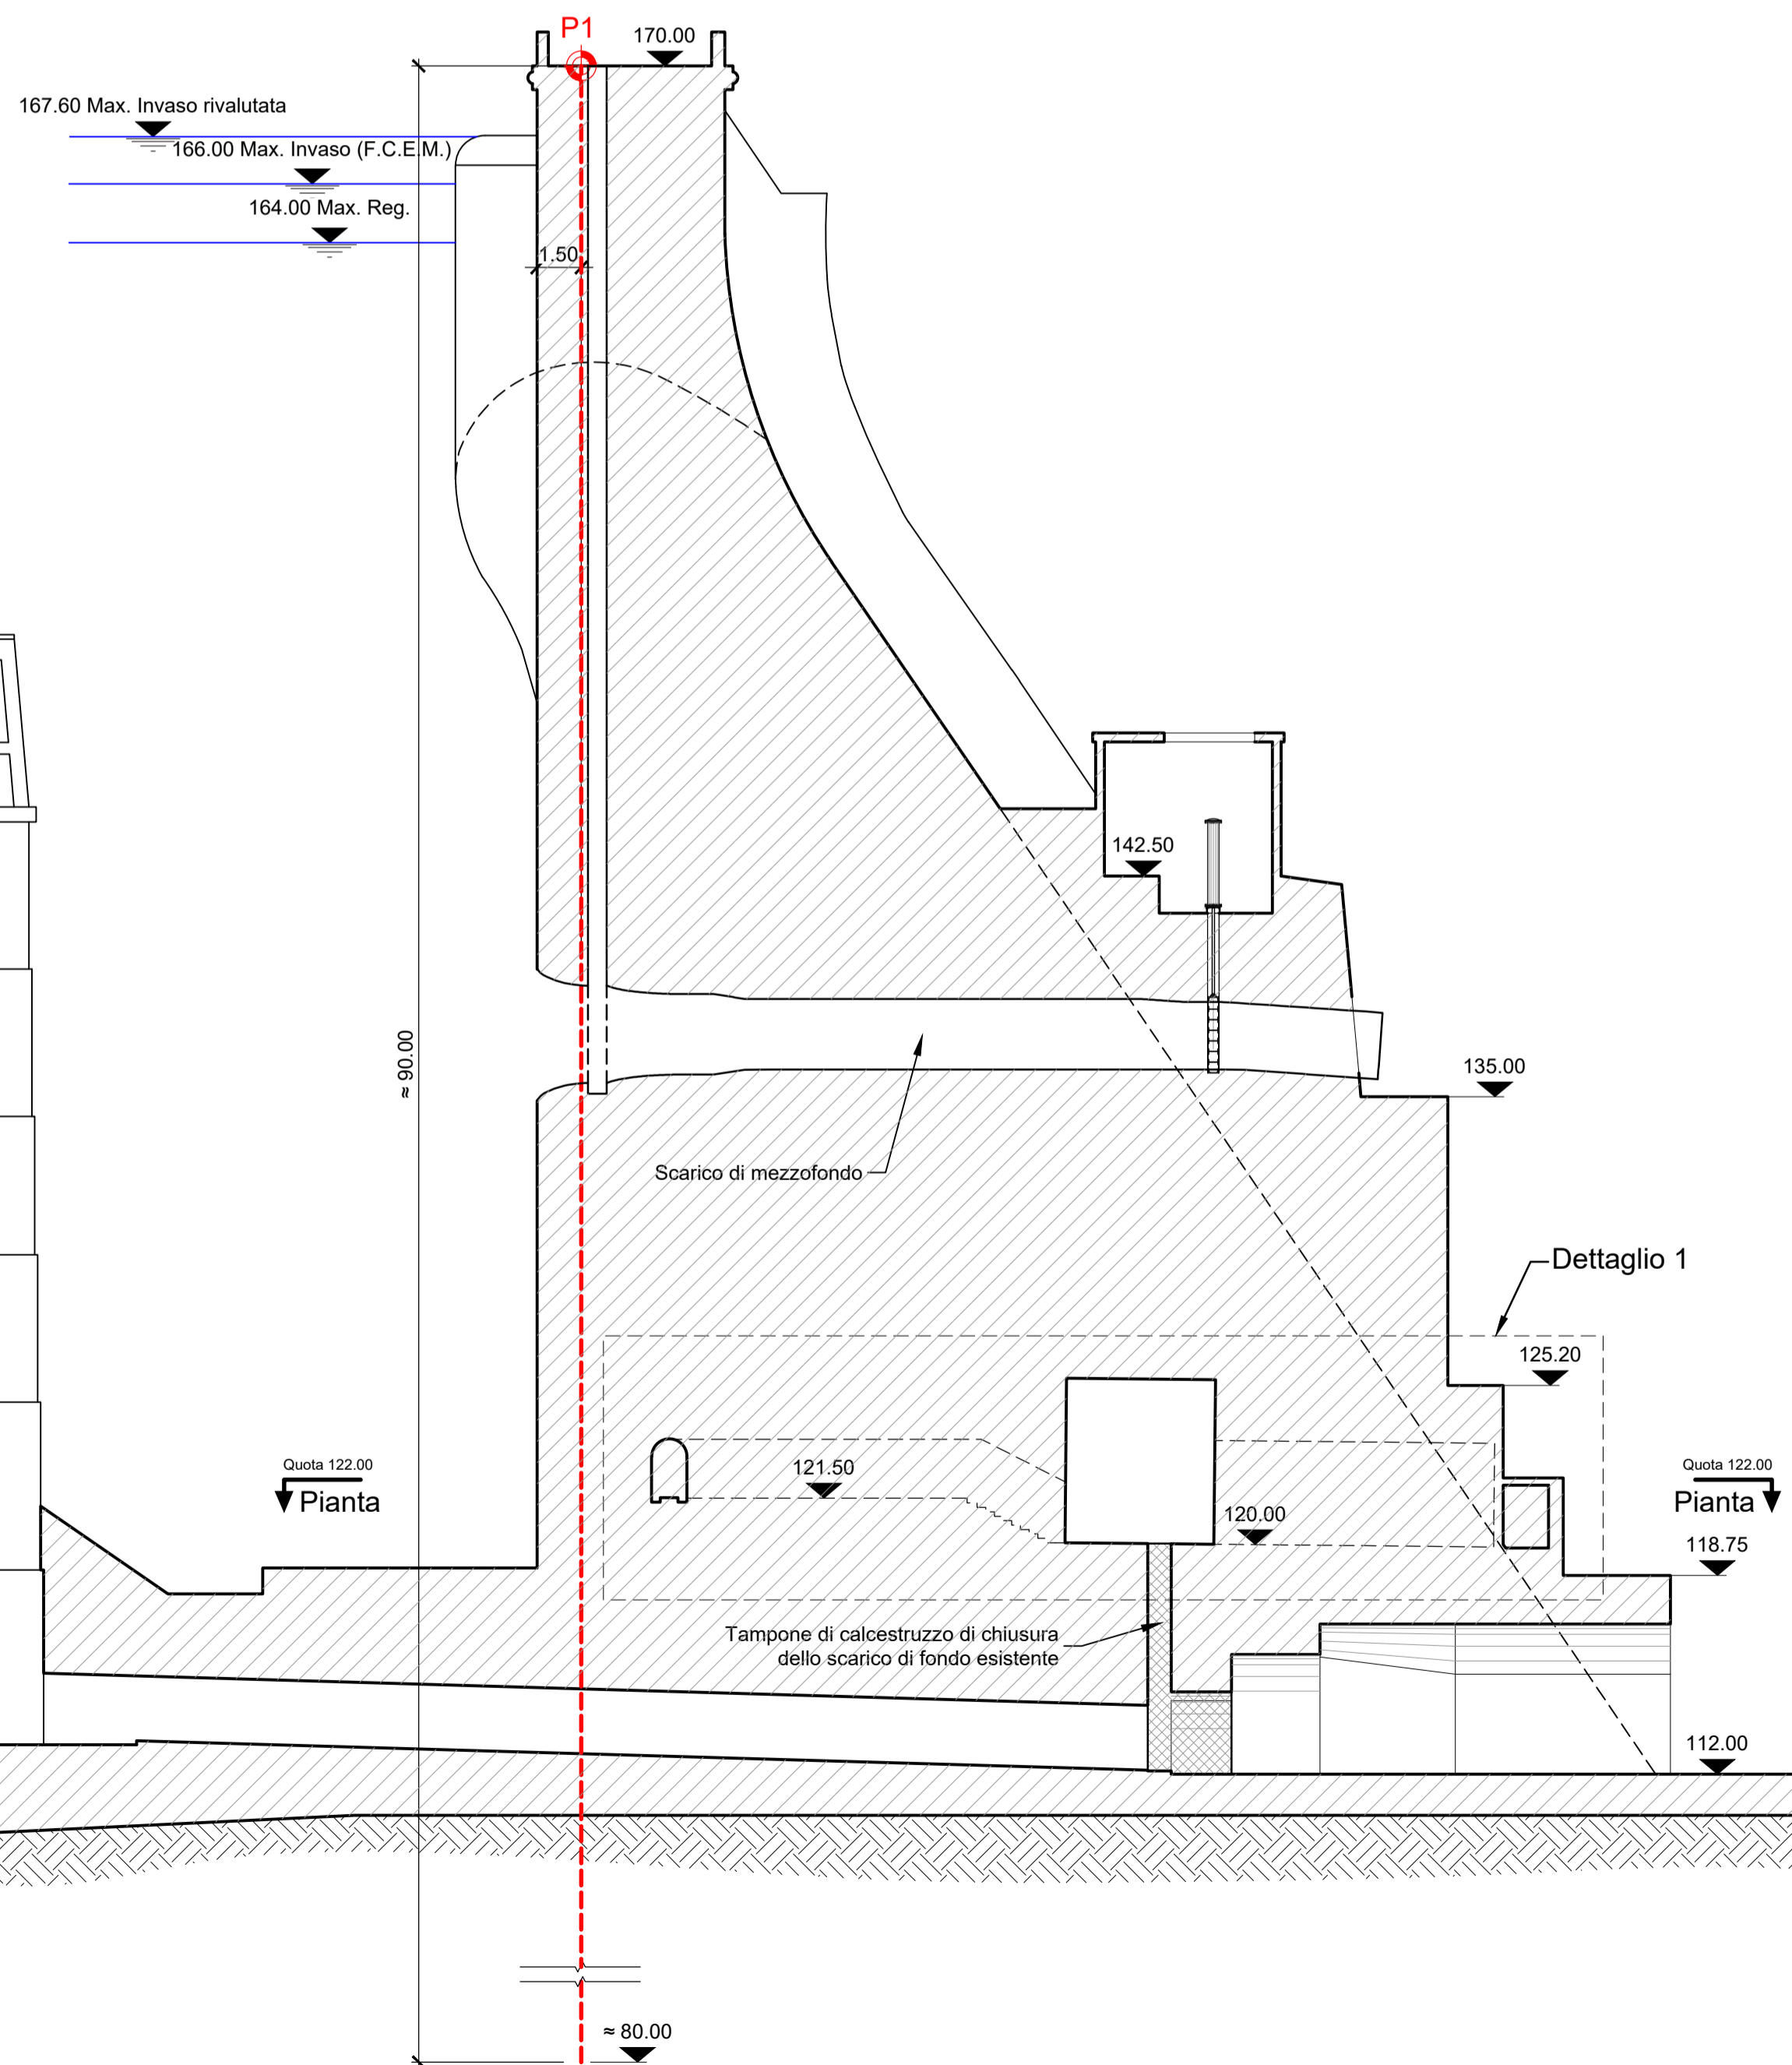 P1
170.00
167.60 Max. Invaso rivalutata
166.00 Max. Invaso (F.C.E.M.)
164.00 Max. Reg.
1.50
142.50
≈ 90.00
135.00
Scarico di mezzofondo
Dettaglio 1
125.20
Quota 122.00
Pianta
121.50
120.00
Quota 122.00
Pianta
118.75
Tampone di calcestruzzo di chiusura
dello scarico di fondo esistente
112.00
≈ 80.00